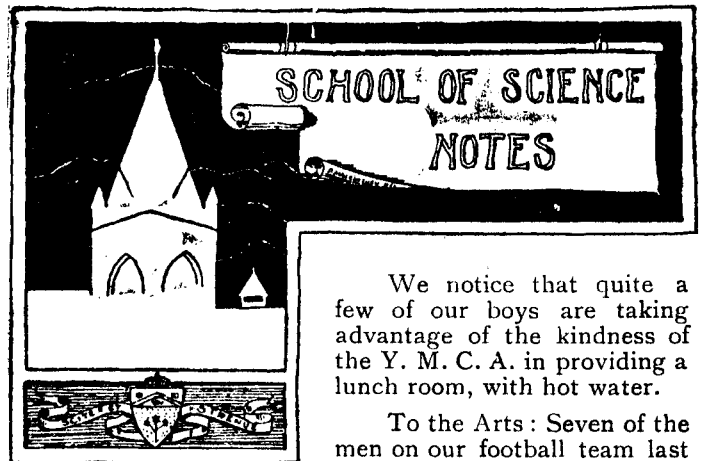 SCHOOL OF SCIENCE
NOTES
We notice that quite a
few of our boys are taking
advantage of the kindness of
the Y. M. C. A. in providing a
lunch room, with hot water.
To the Arts : Seven of the
men on our football team last